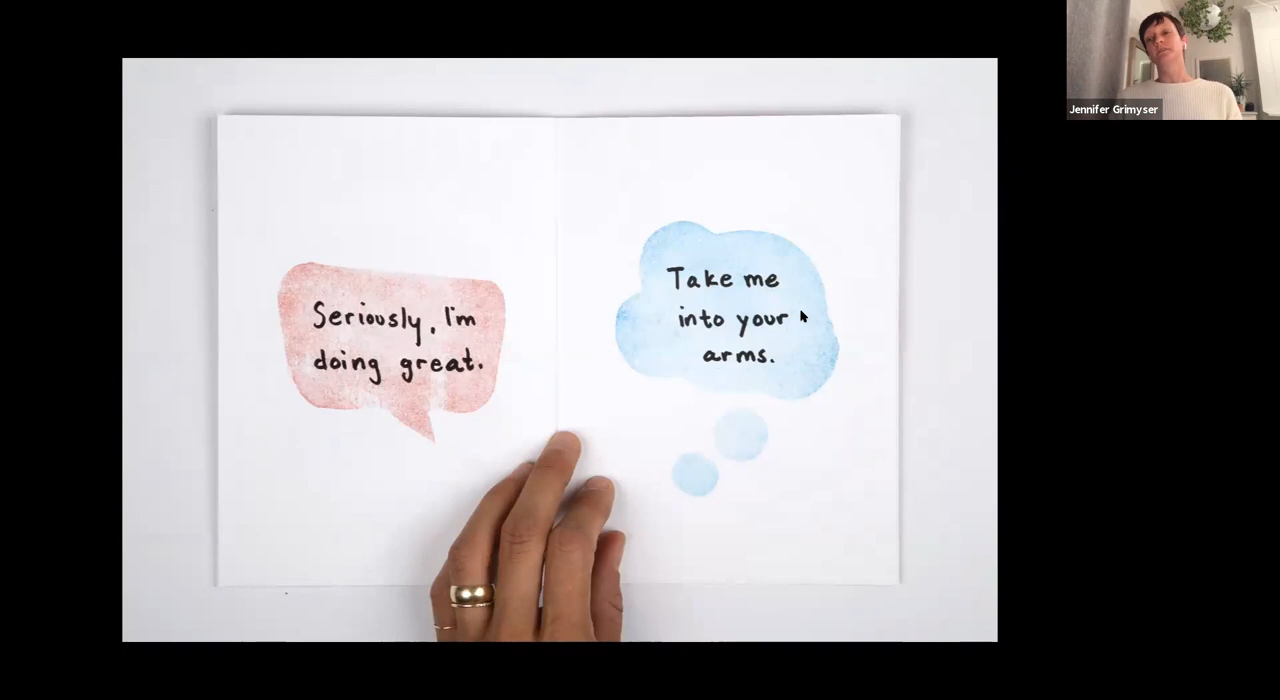 Seriously, I'm
doing great.
Take me
into your
arms.
Jennifer Grimyser